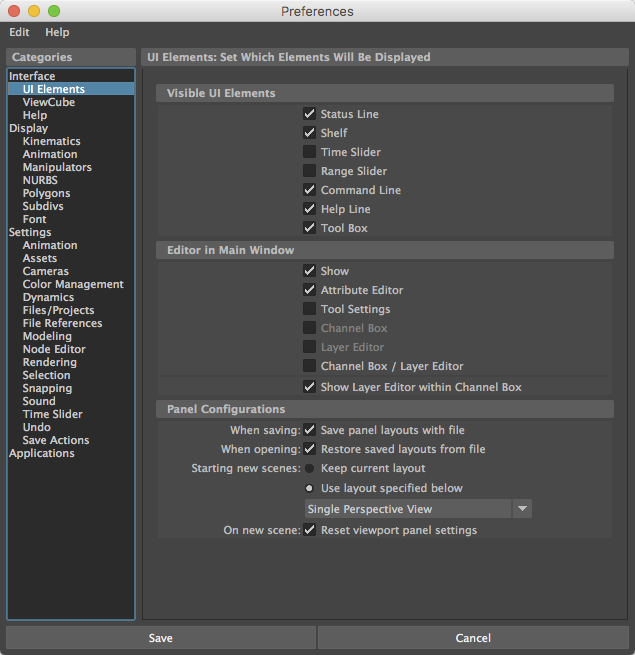 Preferences
Edit Help
Categories
Interface
UI Elements
ViewCube
Help
Display
Kinematics
Animation
Manipulators
NURBS
Polygons
Subdivs
Font
Settings
Animation
Assets
Cameras
Color Management
Dynamics
Files/Projects
File References
Modeling
Node Editor
Rendering
Selection
Snapping
Sound
Time Slider
Undo
Save Actions
Applications
UI Elements: Set Which Elements Will Be Displayed
Visible UI Elements
Status Line
Shelf
Time Slider
Range Slider
Command Line
Help Line
Tool Box
Editor in Main Window
Show
Attribute Editor
Tool Settings
Channel Box
Layer Editor
Channel Box / Layer Editor
Show Layer Editor within Channel Box
Panel Configurations
When saving: Save panel layouts with file
When opening: Restore saved layouts from file
Starting new scenes: Keep current layout
Use layout specified below
Single Perspective View
On new scene: Reset viewport panel settings
Save Cancel